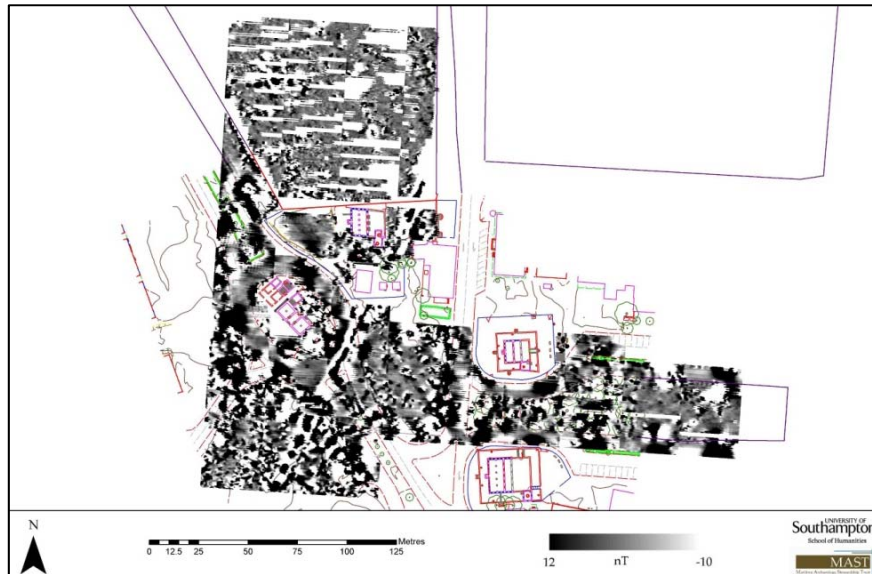 N
Metres
0 12.5 25 50 75 100 125
12 nT -10
UNIVERSITY OF
Southampton
School of Humanities
MAST